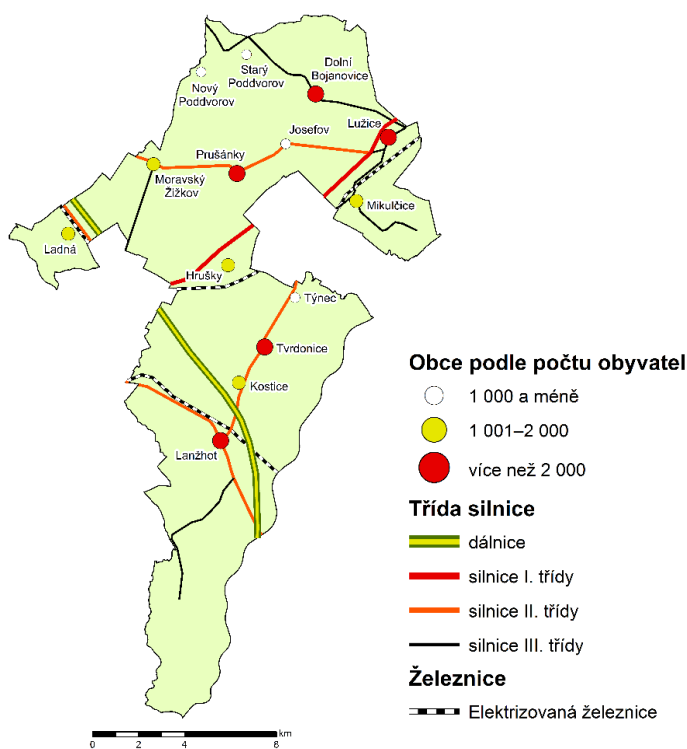 Starý
Poddvorov
Dolní
Bojanovice
Nový
Poddvorov
Josefov
Lužice
Prušánky
Moravský
Žižkov
Mikulčice
Ladná
Hrušky
Týnec
Tvrdonice
Kostice
Lanžhot
Obce podle počtu obyvatel
1 000 a méně
1 001–2 000
více než 2 000
Třída silnice
dálnice
silnice I. třídy
silnice II. třídy
silnice III. třídy
Železnice
Elektrizovaná železnice
km
0 2 4 6 8